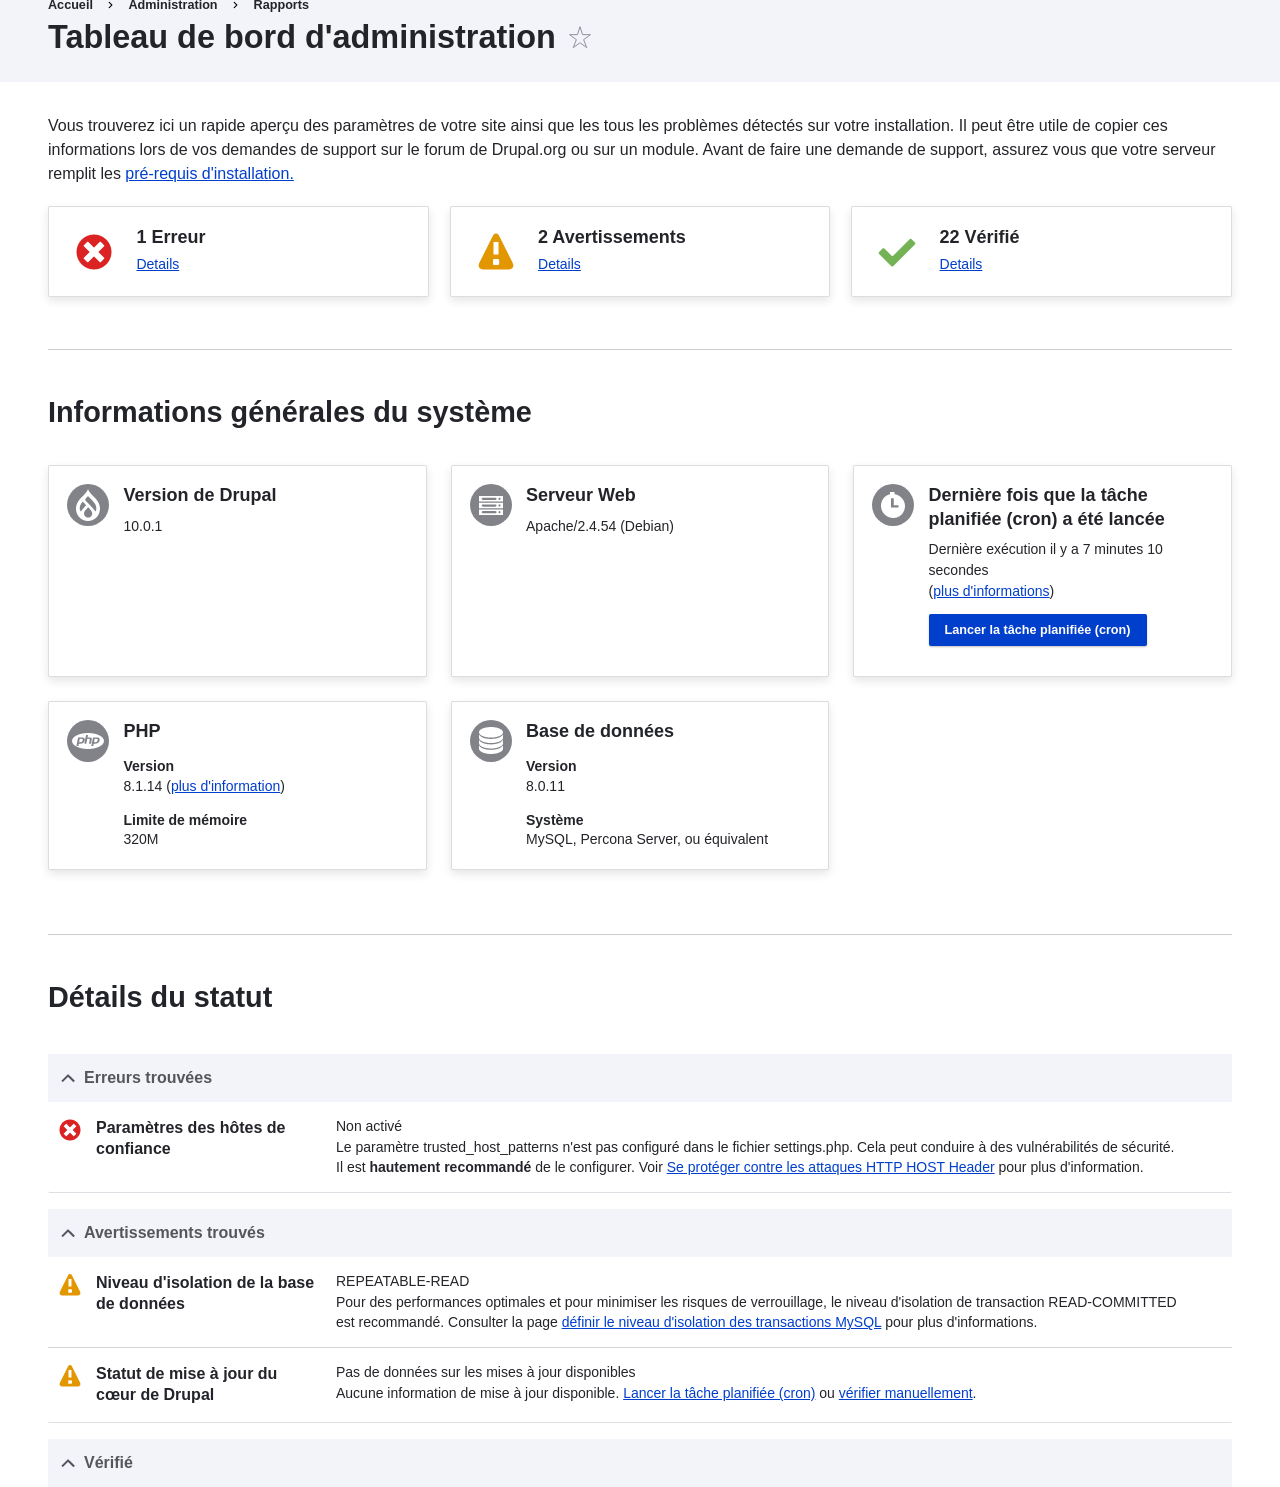 Accueil > Administration > Rapports
Tableau de bord d'administration
Vous trouverez ici un rapide aperçu des paramètres de votre site ainsi que les tous les problèmes détectés sur votre installation. Il peut être utile de copier ces
informations lors de vos demandes de support sur le forum de Drupal.org ou sur un module. Avant de faire une demande de support, assurez vous que votre serveur
remplit les pré-requis d'installation.
1 Erreur
Details
2 Avertissements
Details
22 Vérifié
Details
Informations générales du système
Version de Drupal
10.0.1
Serveur Web
Apache/2.4.54 (Debian)
Dernière fois que la tâche
planifiée (cron) a été lancée
Dernière exécution il y a 7 minutes 10
secondes
(plus d'informations)
Lancer la tâche planifiée (cron)
php
PHP
Version
8.1.14 (plus d'information)
Limite de mémoire
320M
Base de données
Version
8.0.11
Système
MySQL, Percona Server, ou équivalent
Détails du statut
Erreurs trouvées
Paramètres des hôtes de
confiance
Non activé
Le paramètre trusted_host_patterns n'est pas configuré dans le fichier settings.php. Cela peut conduire à des vulnérabilités de sécurité.
Il est hautement recommandé de le configurer. Voir Se protéger contre les attaques HTTP HOST Header pour plus d'information.
Avertissements trouvés
Niveau d'isolation de la base
de données
REPEATABLE-READ
Pour des performances optimales et pour minimiser les risques de verrouillage, le niveau d'isolation de transaction READ-COMMITTED
est recommandé. Consulter la page définir le niveau d'isolation des transactions MySQL pour plus d'informations.
Statut de mise à jour du
cœur de Drupal
Pas de données sur les mises à jour disponibles
Aucune information de mise à jour disponible. Lancer la tâche planifiée (cron) ou vérifier manuellement.
Vérifié